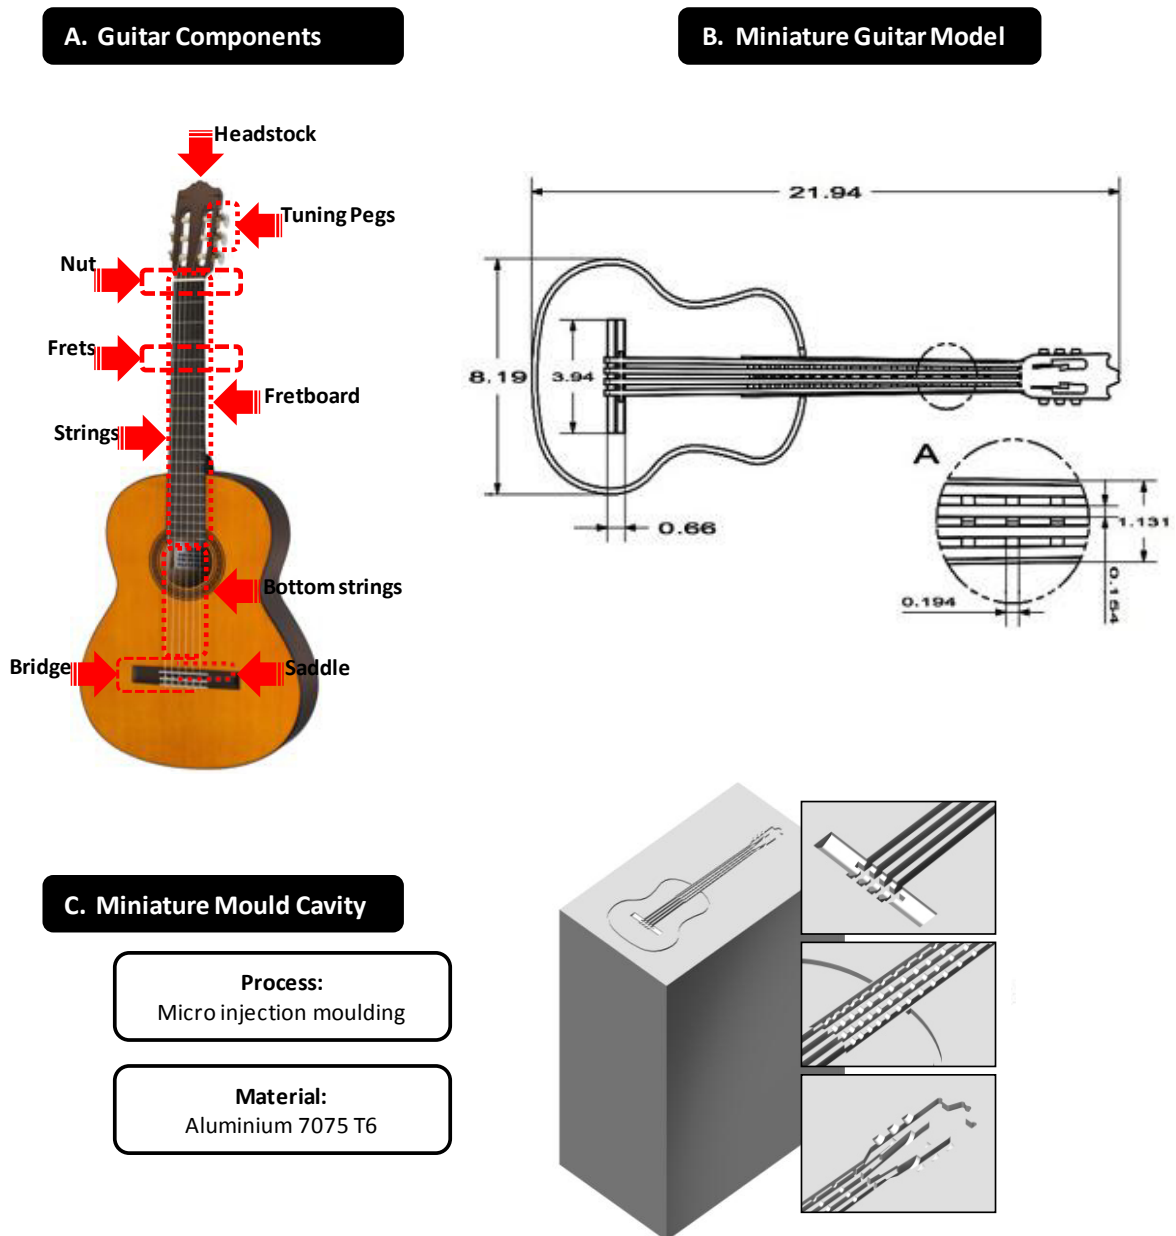 A. Guitar Components
B. Miniature Guitar Model
Headstock
Tuning Pegs
Nut
Frets
Fretboard
Strings
Bottom strings
Bridge
Saddle
21.94
8.19
3.94
0.66
A
1.131
0.194
0.154
C. Miniature Mould Cavity
Process:
Micro injection moulding
Material:
Aluminium 7075 T6